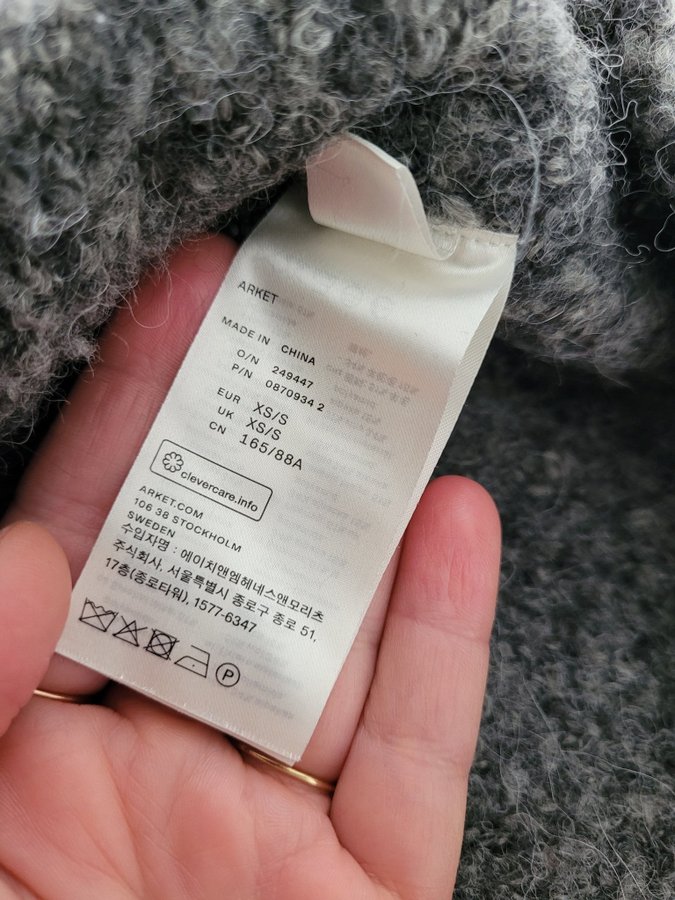 ARKET
MADE IN CHINA
O/N 249447
P/N 0870934 2
EUR XS/S
UK XS/S
CN 165/88A
clevercare.info
ARKET.COM
106 38 STOCKHOLM
SWEDEN
수입자명 : 에이치앤엠헤네스앤모리츠
주식회사, 서울특별시 종로구 종로 51,
17층(종로타워), 1577-6347
P